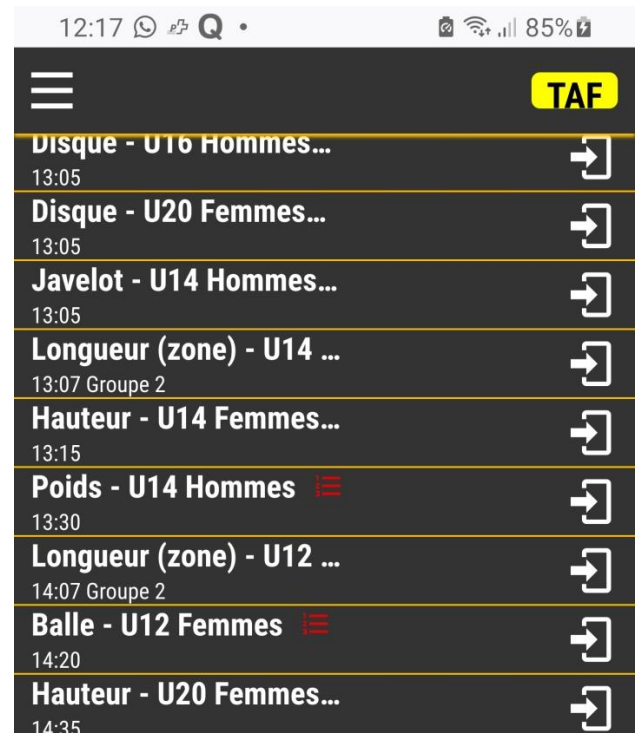 12:17 Q • 85%
TAF
Disque - U16 Hommes...
13:05
Disque - U20 Femmes...
13:05
Javelot - U14 Hommes...
13:05
Longueur (zone) - U14 ...
13:07 Groupe 2
Hauteur - U14 Femmes...
13:15
Poids - U14 Hommes
13:30
Longueur (zone) - U12 ...
14:07 Groupe 2
Balle - U12 Femmes
14:20
Hauteur - U20 Femmes...
14:35